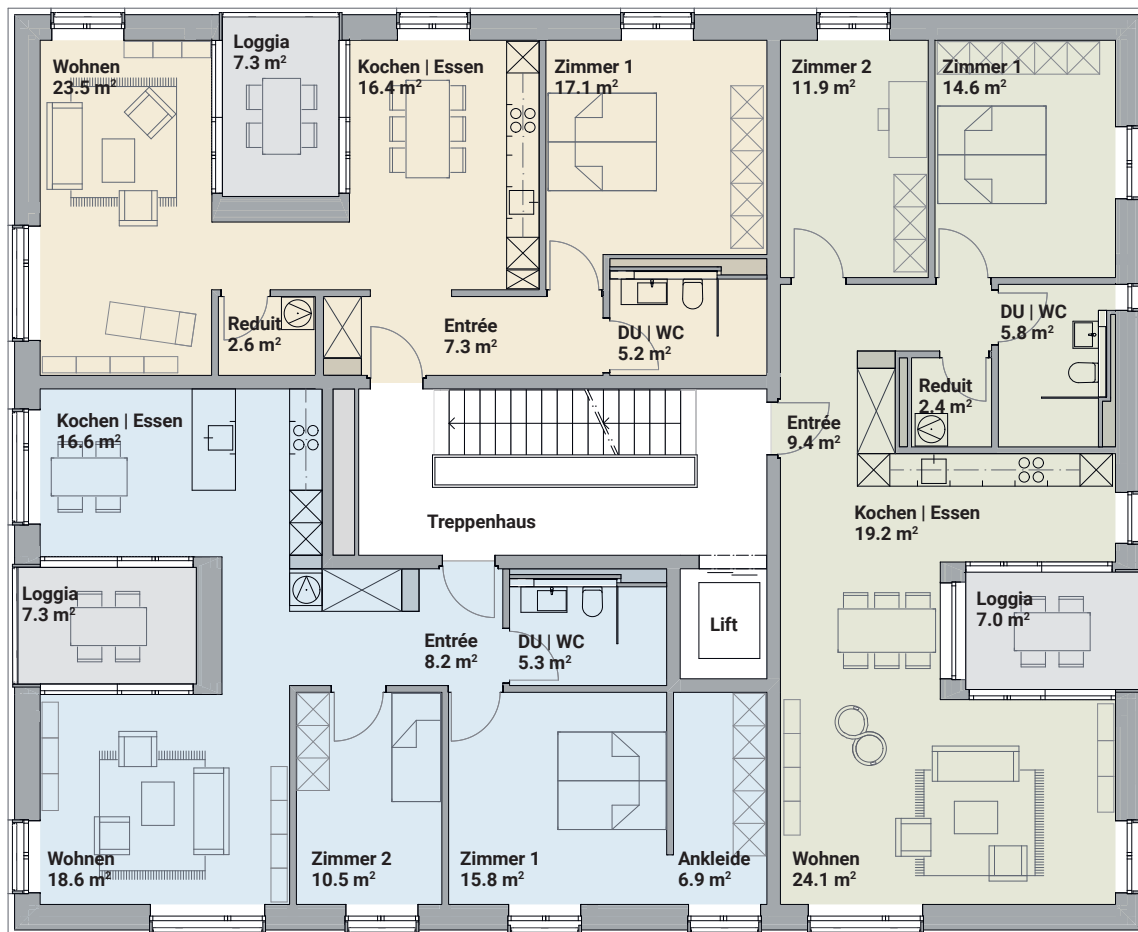 Wohnen
23.5 m²
Loggia
7.3 m²
Kochen | Essen
16.4 m²
Zimmer 1
17.1 m²
Zimmer 2
11.9 m²
Zimmer 1
14.6 m²
Reduit
2.6 m²
Entrée
7.3 m²
DU | WC
5.2 m²
DU | WC
5.8 m²
Reduit
2.4 m²
Entrée
9.4 m²
Kochen | Essen
16.6 m²
Treppenhaus
Kochen | Essen
19.2 m²
Loggia
7.3 m²
Entrée
8.2 m²
DU | WC
5.3 m²
Lift
Loggia
7.0 m²
Wohnen
18.6 m²
Zimmer 2
10.5 m²
Zimmer 1
15.8 m²
Ankleide
6.9 m²
Wohnen
24.1 m²